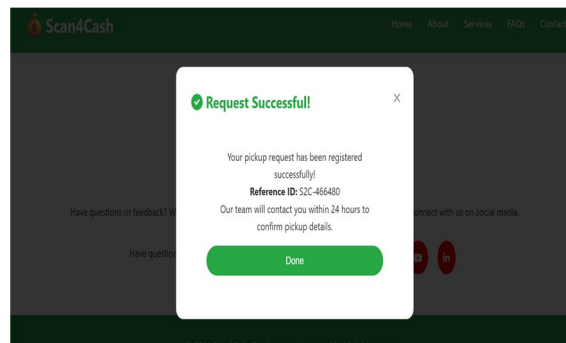 Scan4Cash
Home About Services FAQs Contact
Request Successful!
X
Your pickup request has been registered
successfully!
Reference ID: S2C-466480
Our team will contact you within 24 hours to
confirm pickup details.
Have questions or feedback? W
onnect with us on social media.
Have question
in
Done